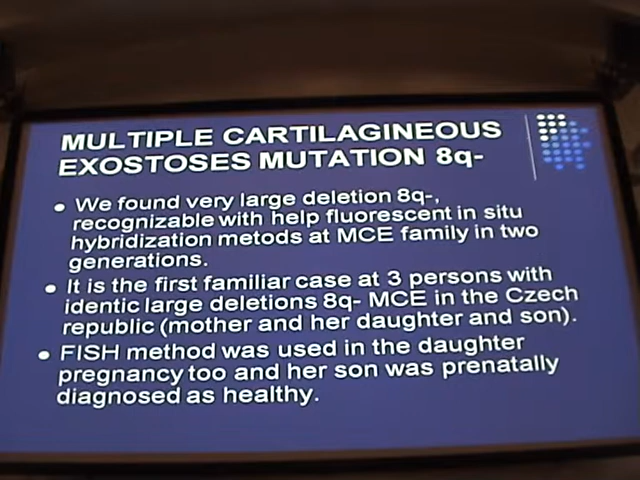 MULTIPLE CARTILAGINEOUS
EXOSTOSES MUTATION 8q-
• We found very large deletion 8q-,
recognizable with help fluorescent in situ
hybridization metods at MCE family in two
generations.
• It is the first familiar case at 3 persons with
identic large deletions 8q- MCE in the Czech
republic (mother and her daughter and son).
• FISH method was used in the daughter
pregnancy too and her son was prenatally
diagnosed as healthy.